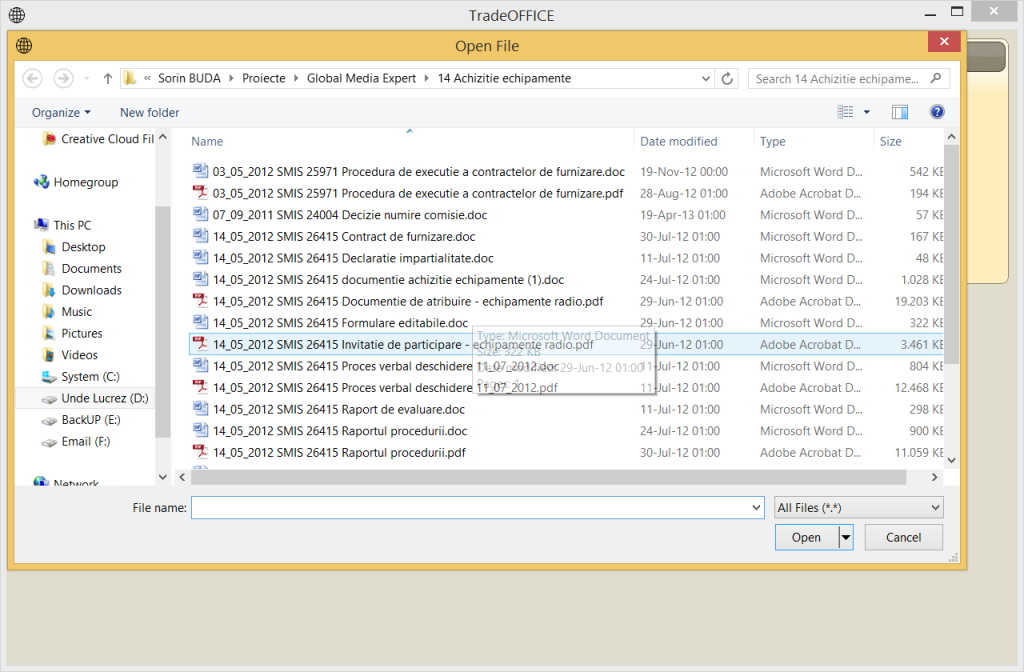 TradeOFFICE
Open File
« Sorin BUDA Proiecte Global Media Expert 14 Achizitie echipamente
Search 14 Achizitie echipame...
Organize New folder
Creative Cloud Fil
Homegroup
This PC
Desktop
Documents
Downloads
Music
Pictures
Videos
System (C:)
Unde Lucrez (D:)
BackUP (E:)
Email (F:)
Network
Name Date modified Type Size
03_05_2012 SMIS 25971 Procedura de executie a contractelor de furnizare.doc 19-Nov-12 00:00 Microsoft Word D... 542 KB
03_05_2012 SMIS 25971 Procedura de executie a contractelor de furnizare.pdf 28-Aug-12 01:00 Adobe Acrobat D... 194 KB
07_09_2011 SMIS 24004 Decizie numire comisie.doc 19-Apr-13 01:00 Microsoft Word D... 57 KB
14_05_2012 SMIS 26415 Contract de furnizare.doc 30-Jul-12 01:00 Microsoft Word D... 167 KB
14_05_2012 SMIS 26415 Declaratie impartialitate.doc 11-Jul-12 01:00 Microsoft Word D... 48 KB
14_05_2012 SMIS 26415 documentie achizitie echipamente (1).doc 24-Jul-12 01:00 Microsoft Word D... 1.028 KB
14_05_2012 SMIS 26415 Documentie de atribuire - echipamente radio.pdf 29-Jun-12 01:00 Adobe Acrobat D... 19.203 KB
14_05_2012 SMIS 26415 Formulare editabile.doc 29-Jun-12 01:00 Microsoft Word D... 322 KB
14_05_2012 SMIS 26415 Invitatie de participare - echipamente radio.pdf 29-Jun-12 01:00 Adobe Acrobat D... 3.461 KB
14_05_2012 SMIS 26415 Proces verbal deschidere 11_07_2012.doc 11-Jul-12 01:00 Microsoft Word D... 804 KB
14_05_2012 SMIS 26415 Proces verbal deschidere 11_07_2012.pdf 11-Jul-12 01:00 Adobe Acrobat D... 12.468 KB
14_05_2012 SMIS 26415 Raport de evaluare.doc 11-Jul-12 01:00 Microsoft Word D... 298 KB
14_05_2012 SMIS 26415 Raportul procedurii.doc 24-Jul-12 01:00 Microsoft Word D... 900 KB
14_05_2012 SMIS 26415 Raportul procedurii.pdf 30-Jul-12 01:00 Adobe Acrobat D... 11.059 KB
Type: Microsoft Word Document
Size: 322 KB
Date modified: 29-Jun-12 01:00
File name:
All Files (*.*)
Open Cancel